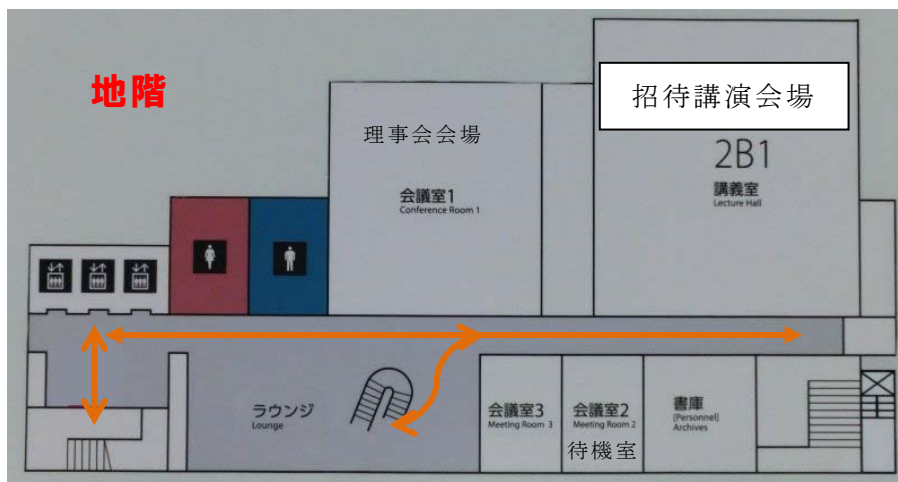 地階
招待講演会場
理事会会場
2B1
講義室
Lecture Hall
会議室1
Conference Room 1
ラウンジ
Lounge
会議室3
Meeting Room 3
会議室2
Meeting Room 2
待機室
書庫
(Personnel)
Archives